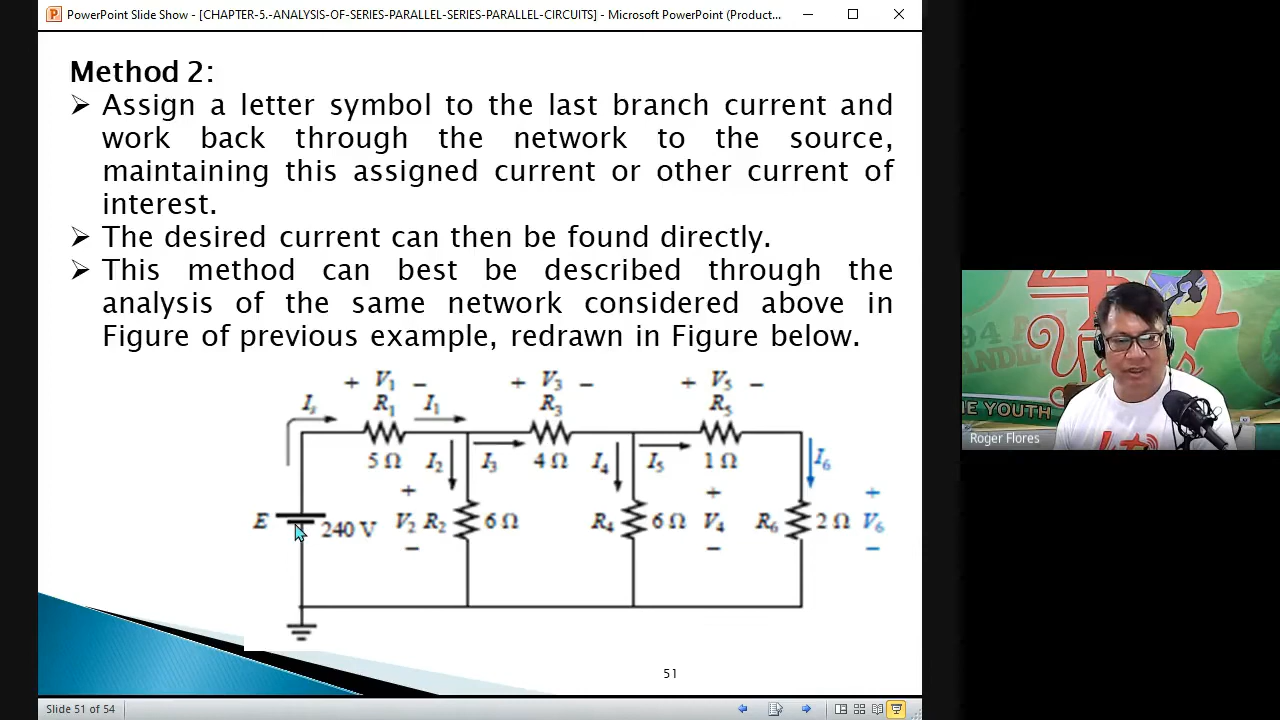 PowerPoint Slide Show - [CHAPTER-5.-ANALYSIS-OF-SERIES-PARALLEL-SERIES.PARALLEL-CIRCUITS] - Microsoft PowerPoint (Product...
Method 2:
➢ Assign a letter symbol to the last branch current and
work back through the network to the source,
maintaining this assigned current or other current of
interest.
➢ The desired current can then be found directly.
➢ This method can best be described through the
analysis of the same network considered above in
Figure of previous example, redrawn in Figure below.
+ V₁ − + V₃ − + V₅ −
Iₛ R₁ I₁ R₃ R₅
5 Ω I₂ I₃ 4 Ω I₄ I₅ 1 Ω I₆
+ + +
E 240 V V₂ R₂ 6 Ω R₄ 6 Ω V₄ R₆ 2 Ω V₆
− − −
51
Slide 51 of 54
94
E YOUTH
Roger Flores